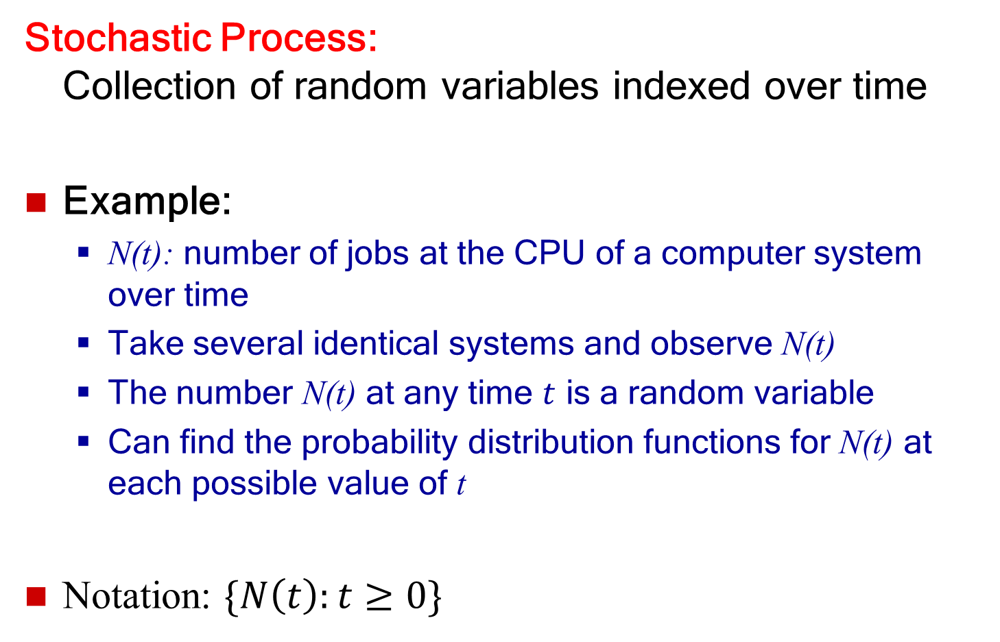 Stochastic Process:
Collection of random variables indexed over time
■ Example:
▪ N(t): number of jobs at the CPU of a computer system
over time
▪ Take several identical systems and observe N(t)
▪ The number N(t) at any time t is a random variable
▪ Can find the probability distribution functions for N(t) at
each possible value of t
■ Notation: {N(t): t ≥ 0}